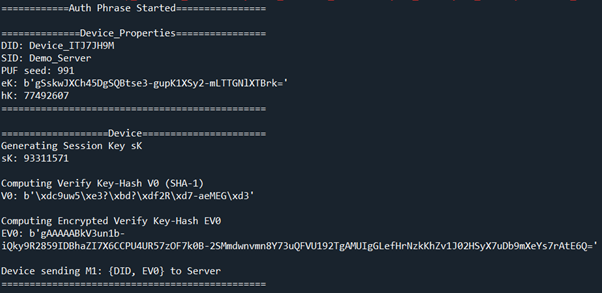 ============Auth Phrase Started================

==============Device_Properties================
DID: Device_ITJ7JH9M
SID: Demo_Server
PUF seed: 991
eK: b'gSskwJXCh45DgSQBtse3-gupK1XSy2-mLTTGNlXTBrk='
hK: 77492607
===============================================

===================Device======================
Generating Session Key sK
sK: 93311571

Computing Verify Key-Hash V0 (SHA-1)
V0: b'\xdc9uw5\xe3?\xbd?\xdf2R\xd7-aeMEG\xd3'

Computing Encrypted Verify Key-Hash EV0
EV0: b'gAAAAABkV3un1b-
iQky9R2859IDBhaZI7X6CCPU4UR57zOF7k0B-2SMmdwnvmn8Y73uQFVU192TgAMUIgGLefHrNzkKhZv1J02HSyX7uDb9mXeYs7rAtE6Q='

Device sending M1: {DID, EV0} to Server
===============================================